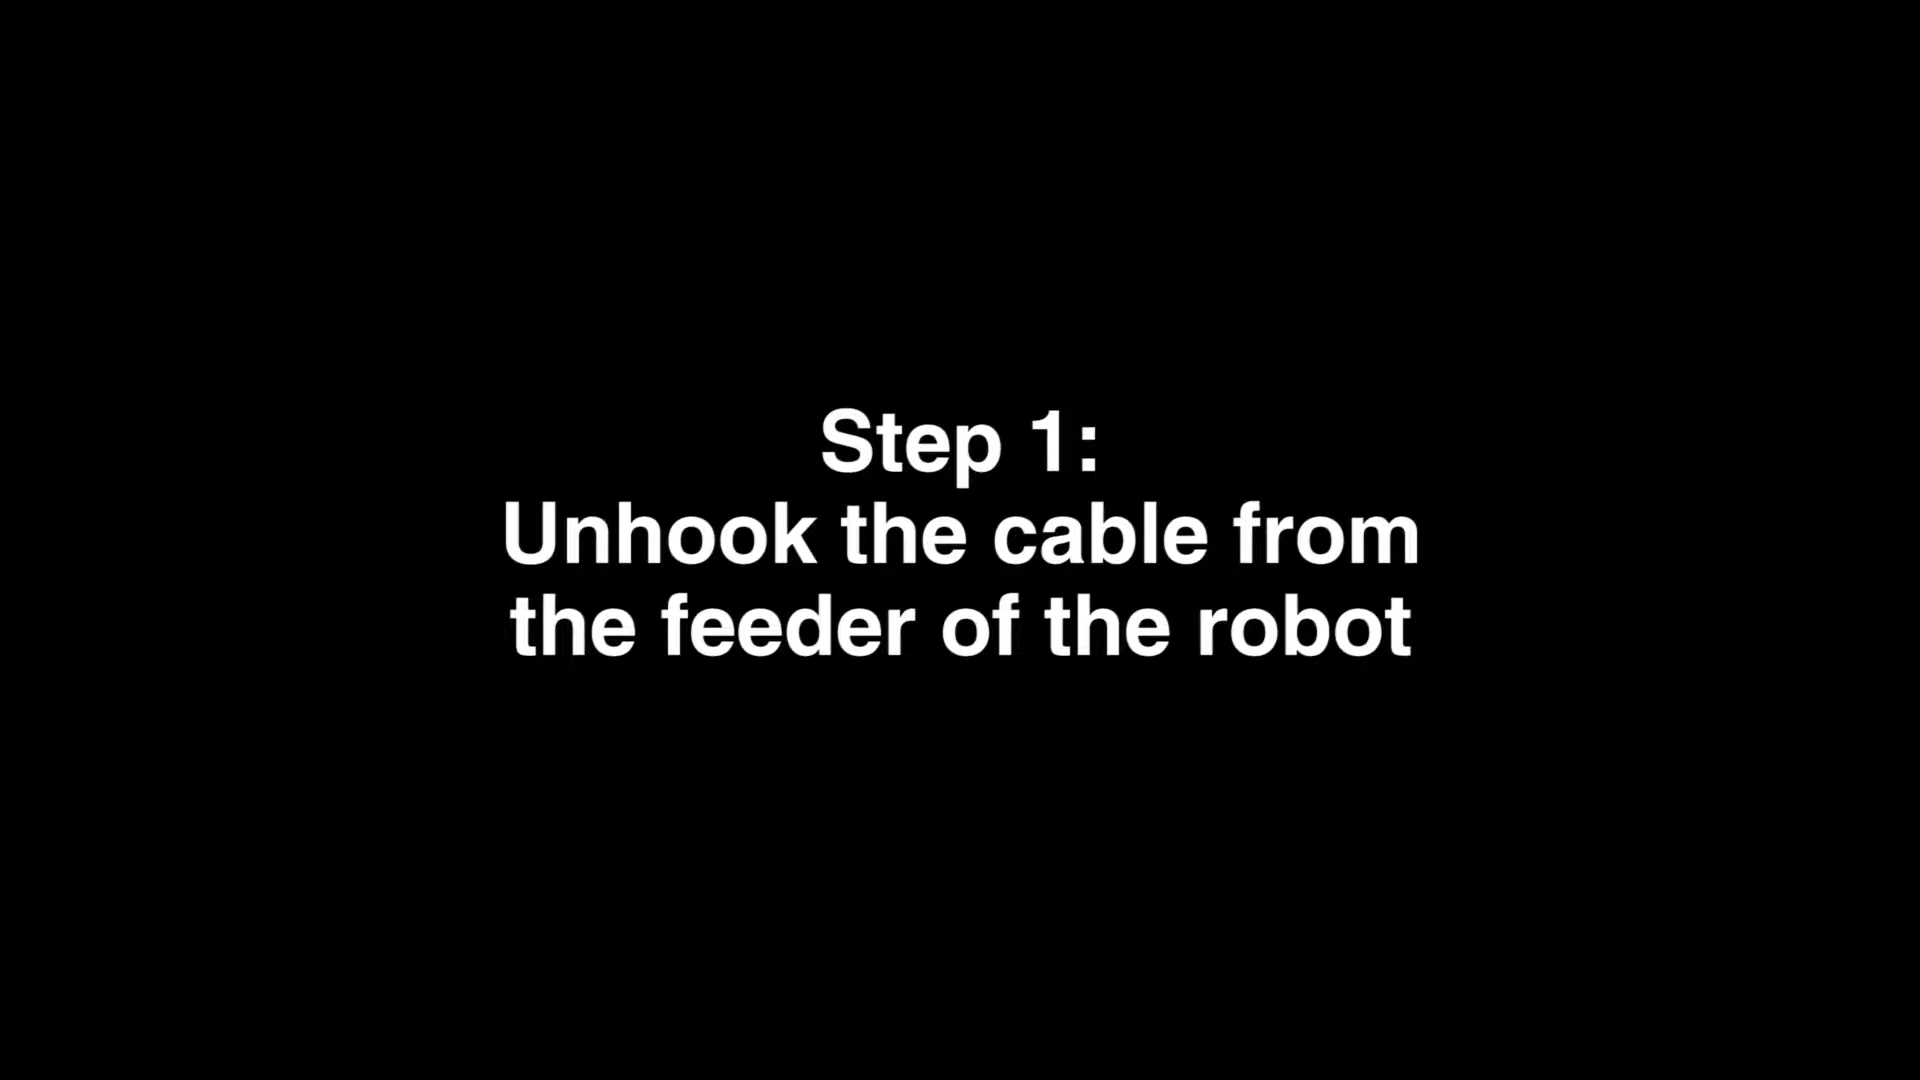 Step 1:
Unhook the cable from
the feeder of the robot